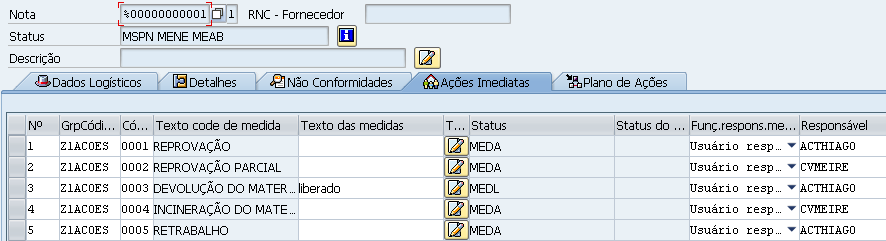 Nota %00000000001 1 RNC - Fornecedor
Status MSPN MENE MEAB
Descrição
Dados Logísticos Detalhes Não Conformidades Ações Imediatas Plano de Ações
Nº GrpCódi... Có... Texto code de medida Texto das medidas T... Status Status do ... Funç.respons.me... Responsável
1 Z1ACOES 0001 REPROVAÇÃO MEDA Usuário resp... ACTHIAGO
2 Z1ACOES 0002 REPROVAÇÃO PARCIAL MEDA Usuário resp... CVMEIRE
3 Z1ACOES 0003 DEVOLUÇÃO DO MATER... liberado MEDL Usuário resp... ACTHIAGO
4 Z1ACOES 0004 INCINERAÇÃO DO MATE... MEDA Usuário resp... CVMEIRE
5 Z1ACOES 0005 RETRABALHO MEDA Usuário resp... ACTHIAGO